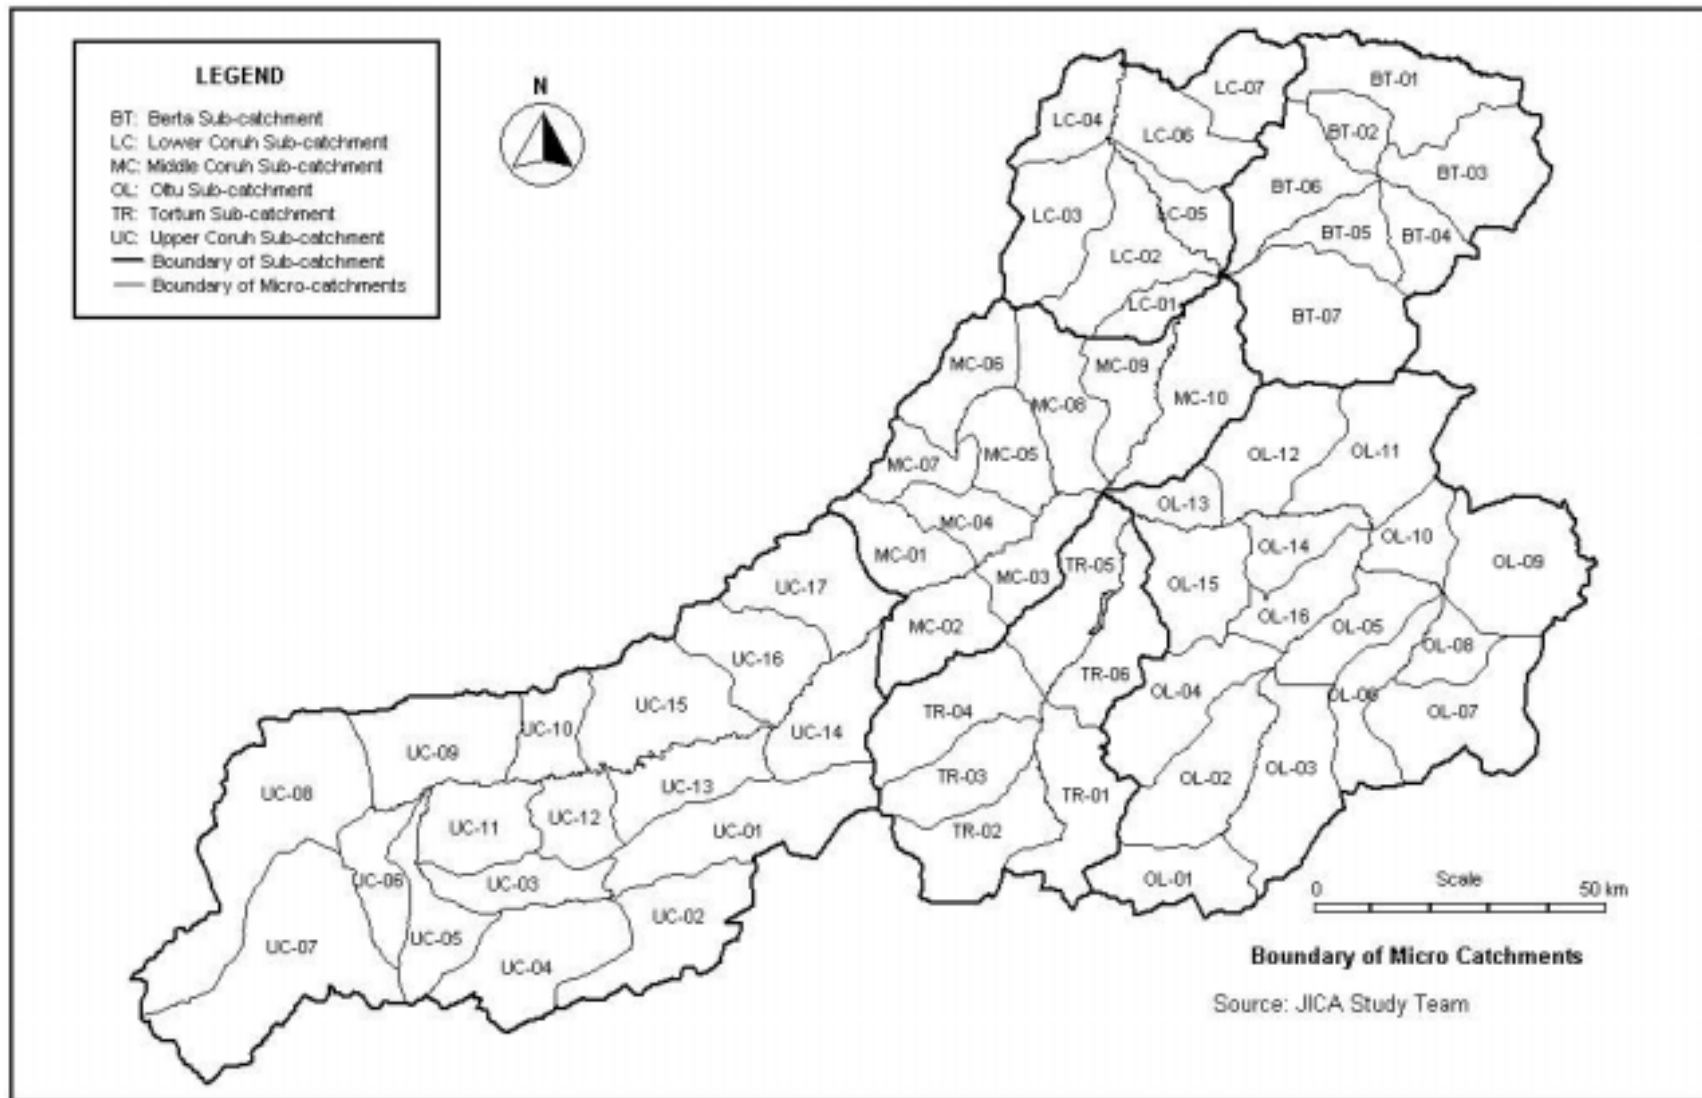 LEGEND
BT: Berta Sub-catchment
LC: Lower Coruh Sub-catchment
MC: Middle Coruh Sub-catchment
OL: Oltu Sub-catchment
TR: Tortum Sub-catchment
UC: Upper Coruh Sub-catchment
Boundary of Sub-catchment
Boundary of Micro-catchments
N
BT-01
LC-07
LC-04
LC-06
BT-02
BT-03
BT-06
LC-03
LC-05
BT-05
BT-04
LC-02
LC-01
BT-07
MC-06
MC-09
MC-08
MC-10
MC-07
MC-05
OL-12
OL-11
OL-13
MC-04
OL-14
OL-10
MC-01
MC-03
TR-05
OL-15
OL-09
UC-17
MC-02
OL-16
OL-05
OL-08
UC-16
TR-06
OL-04
OL-06
UC-15
TR-04
OL-07
UC-10
UC-14
UC-09
UC-13
TR-03
OL-02
OL-03
UC-08
TR-01
UC-11
UC-12
UC-01
TR-02
UC-06
UC-03
OL-01
0 Scale 50 km
UC-02
UC-07
UC-05
UC-04
Boundary of Micro Catchments
Source: JICA Study Team